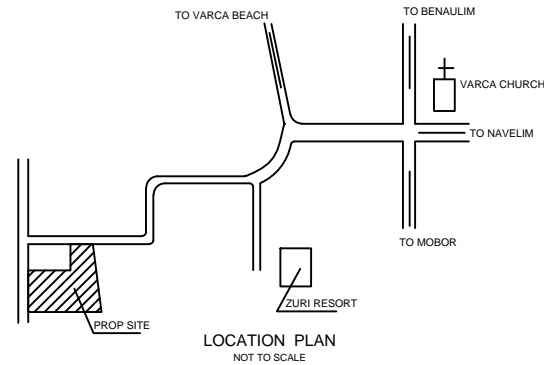 TO VARCA BEACH
TO BENAULIM
VARCA CHURCH
TO NAVELIM
TO MOBOR
ZURI RESORT
PROP SITE
LOCATION PLAN
NOT TO SCALE